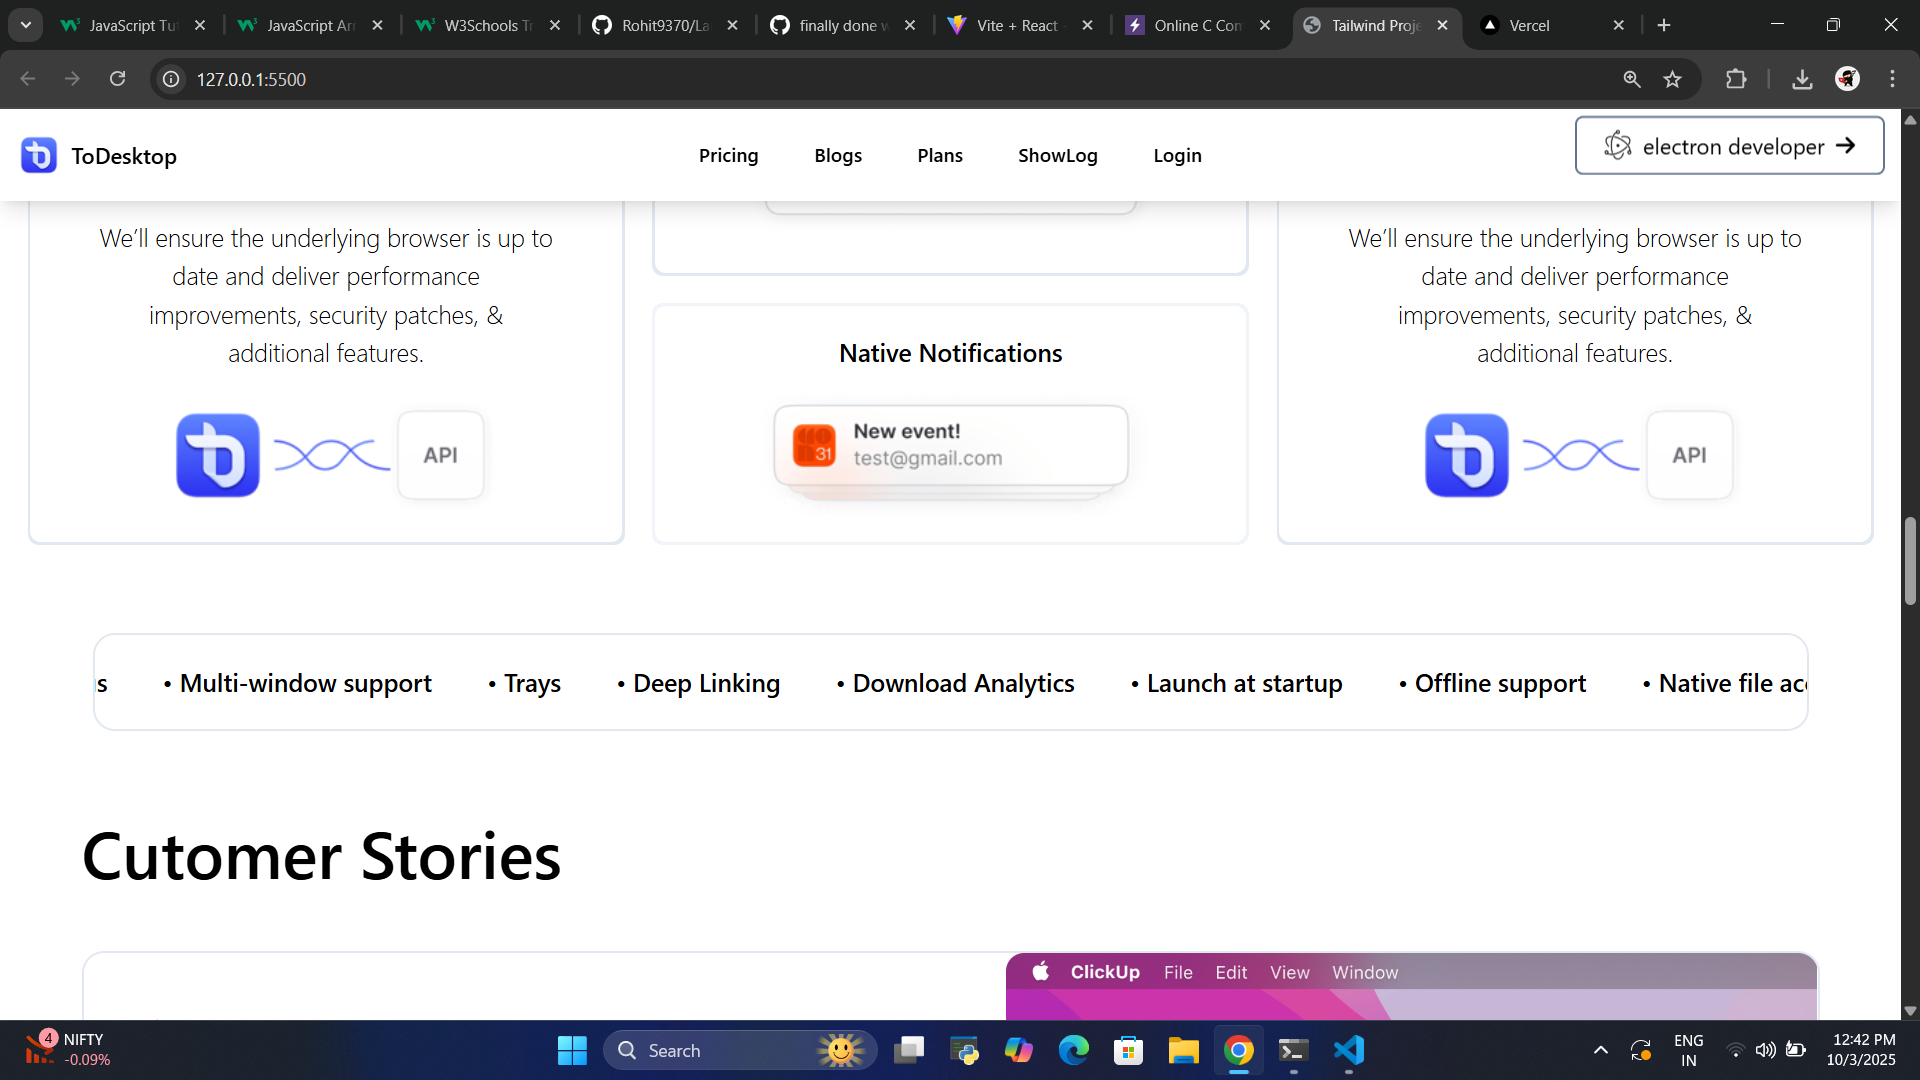 JavaScript Tu
JavaScript Ar
W3Schools Tr
Rohit9370/La
finally done w
Vite + React
Online C Com
Tailwind Proje
Vercel
127.0.0.1:5500
ToDesktop
Pricing
Blogs
Plans
ShowLog
Login
electron developer →
We’ll ensure the underlying browser is up to
date and deliver performance
improvements, security patches, &
additional features.
API
Native Notifications
31
New event!
test@gmail.com
We’ll ensure the underlying browser is up to
date and deliver performance
improvements, security patches, &
additional features.
API
s • Multi-window support • Trays • Deep Linking • Download Analytics • Launch at startup • Offline support • Native file acc
Cutomer Stories
ClickUp File Edit View Window
4
NIFTY
-0.09%
Search
ENG
IN
12:42 PM
10/3/2025